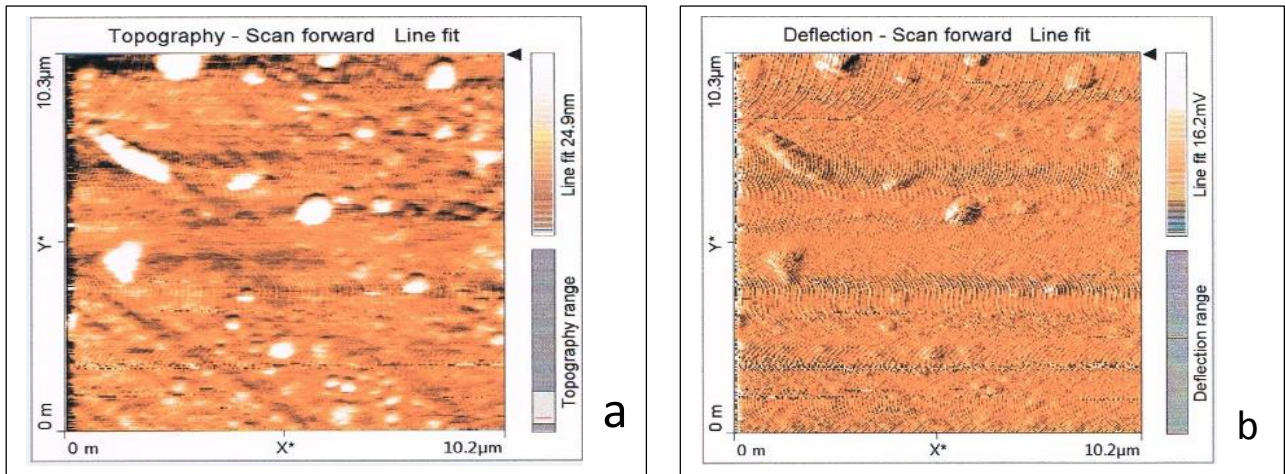 Topography - Scan forward Line fit
10.3µm
Y*
0 m
0 m
X*
10.2µm
Line fit 24.9nm
Topography range
a
Deflection - Scan forward Line fit
10.3µm
Y*
0 m
0 m
X*
10.2µm
Line fit 16.2mV
Deflection range
b